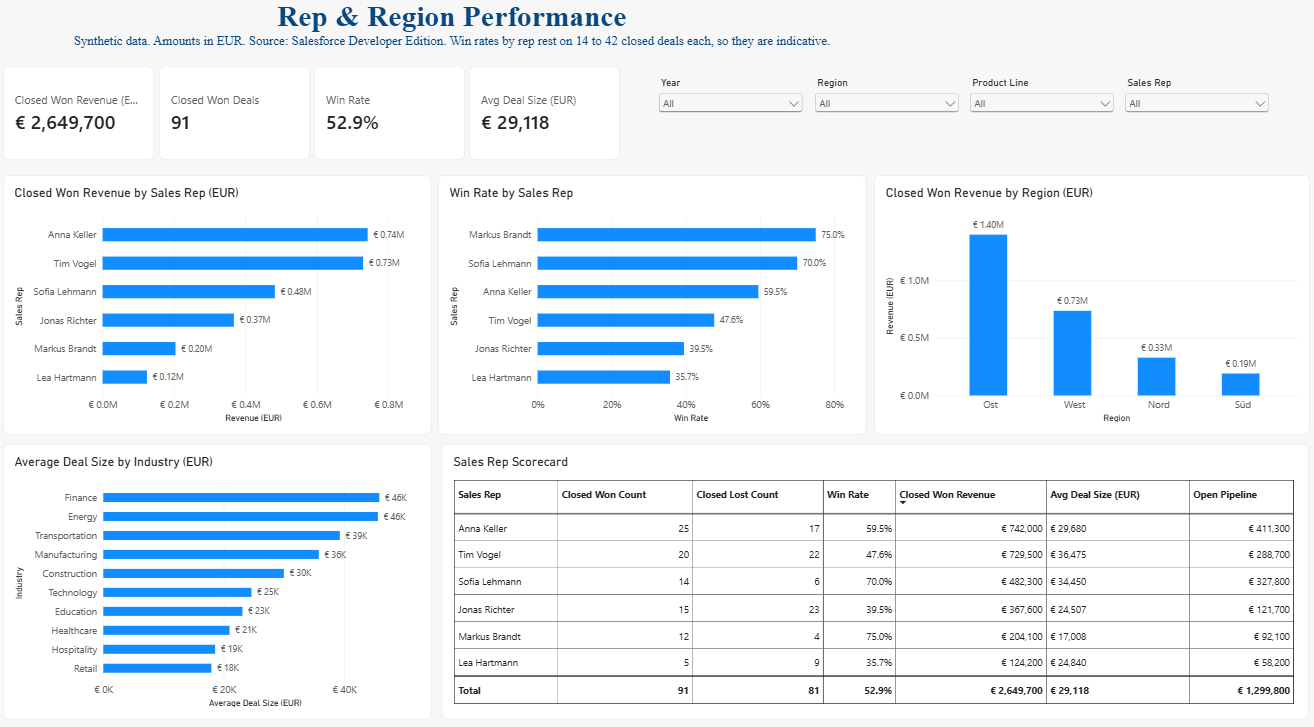 Rep & Region Performance
Synthetic data. Amounts in EUR. Source: Salesforce Developer Edition. Win rates by rep rest on 14 to 42 closed deals each, so they are indicative.
Closed Won Revenue (E...
€ 2,649,700
Closed Won Deals
91
Win Rate
52.9%
Avg Deal Size (EUR)
€ 29,118
Year
All
Region
All
Product Line
All
Sales Rep
All
Closed Won Revenue by Sales Rep (EUR)
Sales Rep
Anna Keller € 0.74M
Tim Vogel € 0.73M
Sofia Lehmann € 0.48M
Jonas Richter € 0.37M
Markus Brandt € 0.20M
Lea Hartmann € 0.12M
€ 0.0M € 0.2M € 0.4M € 0.6M € 0.8M
Revenue (EUR)
Win Rate by Sales Rep
Sales Rep
Markus Brandt 75.0%
Sofia Lehmann 70.0%
Anna Keller 59.5%
Tim Vogel 47.6%
Jonas Richter 39.5%
Lea Hartmann 35.7%
0% 20% 40% 60% 80%
Win Rate
Closed Won Revenue by Region (EUR)
Revenue (EUR)
€ 1.0M
€ 0.5M
€ 0.0M
€ 1.40M
€ 0.73M
€ 0.33M
€ 0.19M
Ost West Nord Süd
Region
Average Deal Size by Industry (EUR)
Industry
Finance € 46K
Energy € 46K
Transportation € 39K
Manufacturing € 36K
Construction € 30K
Technology € 25K
Education € 23K
Healthcare € 21K
Hospitality € 19K
Retail € 18K
€ 0K € 20K € 40K
Average Deal Size (EUR)
Sales Rep Scorecard
Sales Rep Closed Won Count Closed Lost Count Win Rate Closed Won Revenue Avg Deal Size (EUR) Open Pipeline
Anna Keller 25 17 59.5% € 742,000 € 29,680 € 411,300
Tim Vogel 20 22 47.6% € 729,500 € 36,475 € 288,700
Sofia Lehmann 14 6 70.0% € 482,300 € 34,450 € 327,800
Jonas Richter 15 23 39.5% € 367,600 € 24,507 € 121,700
Markus Brandt 12 4 75.0% € 204,100 € 17,008 € 92,100
Lea Hartmann 5 9 35.7% € 124,200 € 24,840 € 58,200
Total 91 81 52.9% € 2,649,700 € 29,118 € 1,299,800